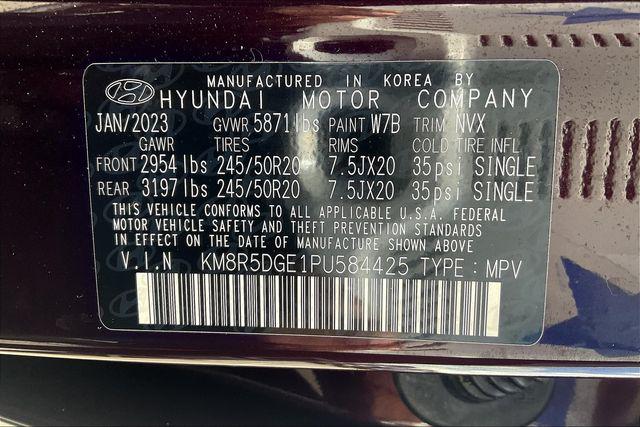 MANUFACTURED IN KOREA BY
HYUNDAI MOTOR COMPANY
JAN/2023 GVWR 5871 lbs PAINT W7B TRIM NVX
GAWR TIRES RIMS COLD TIRE INFL
FRONT 2954 lbs 245/50R20 7.5JX20 35psi SINGLE
REAR 3197 lbs 245/50R20 7.5JX20 35psi SINGLE
THIS VEHICLE CONFORMS TO ALL APPLICABLE U.S.A. FEDERAL
MOTOR VEHICLE SAFETY AND THEFT PREVENTION STANDARDS
IN EFFECT ON THE DATE OF MANUFACTURE SHOWN ABOVE
V.I.N KM8R5DGE1PU584425 TYPE : MPV